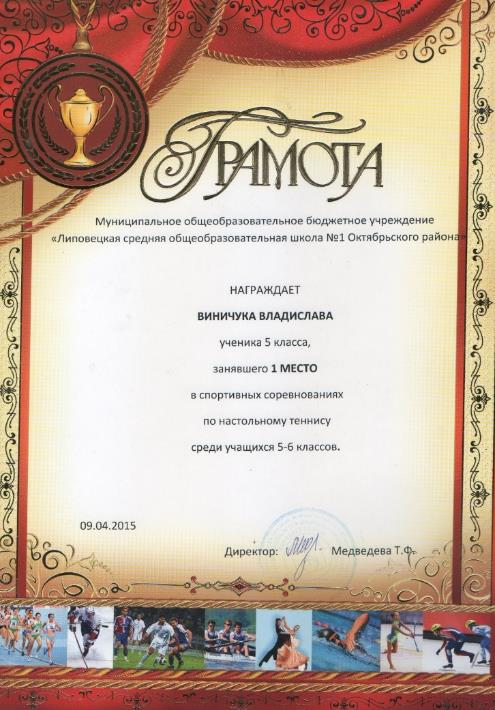 ГРАМОТА
Муниципальное общеобразовательное бюджетное учреждение
«Липовецкая средняя общеобразовательная школа №1 Октябрьского района»
НАГРАЖДАЕТ
ВИНИЧУКА ВЛАДИСЛАВА
ученика 5 класса,
занявшего 1 МЕСТО
в спортивных соревнованиях
по настольному теннису
среди учащихся 5-6 классов.
09.04.2015
Директор: Медведева Т.Ф.